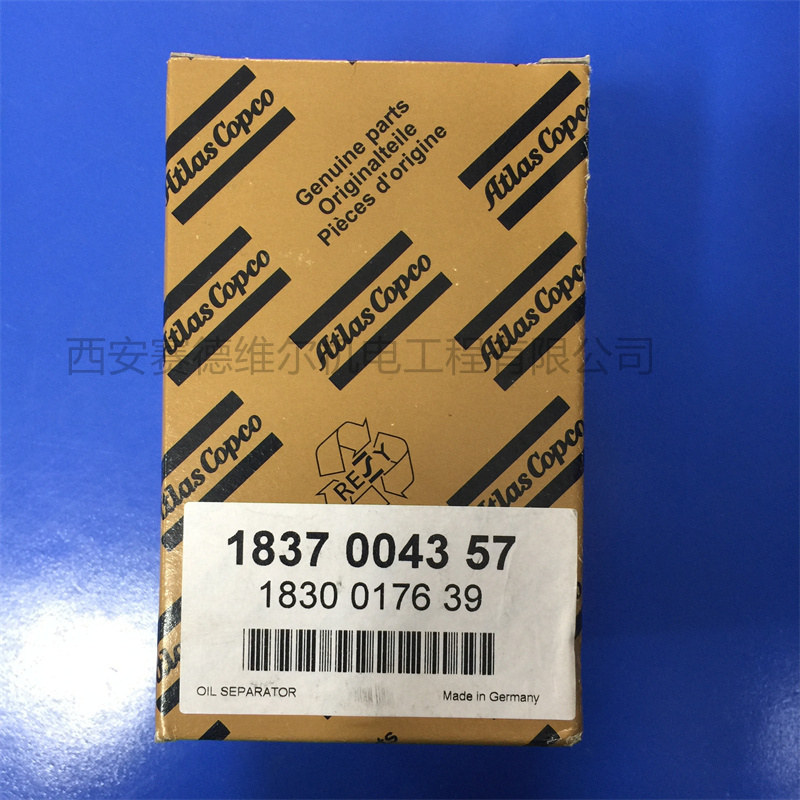 Atlas Copco
Genuine parts
Originalteile
Pièces d'origine
Atlas Copco
Atlas Copco
Atlas Copco
Atlas Copco
西安赛德维尔机电工程有限公司
Atlas Copco
RESY
Atlas Copco
1837 0043 57
1830 0176 39
OIL SEPARATOR
Made in Germany